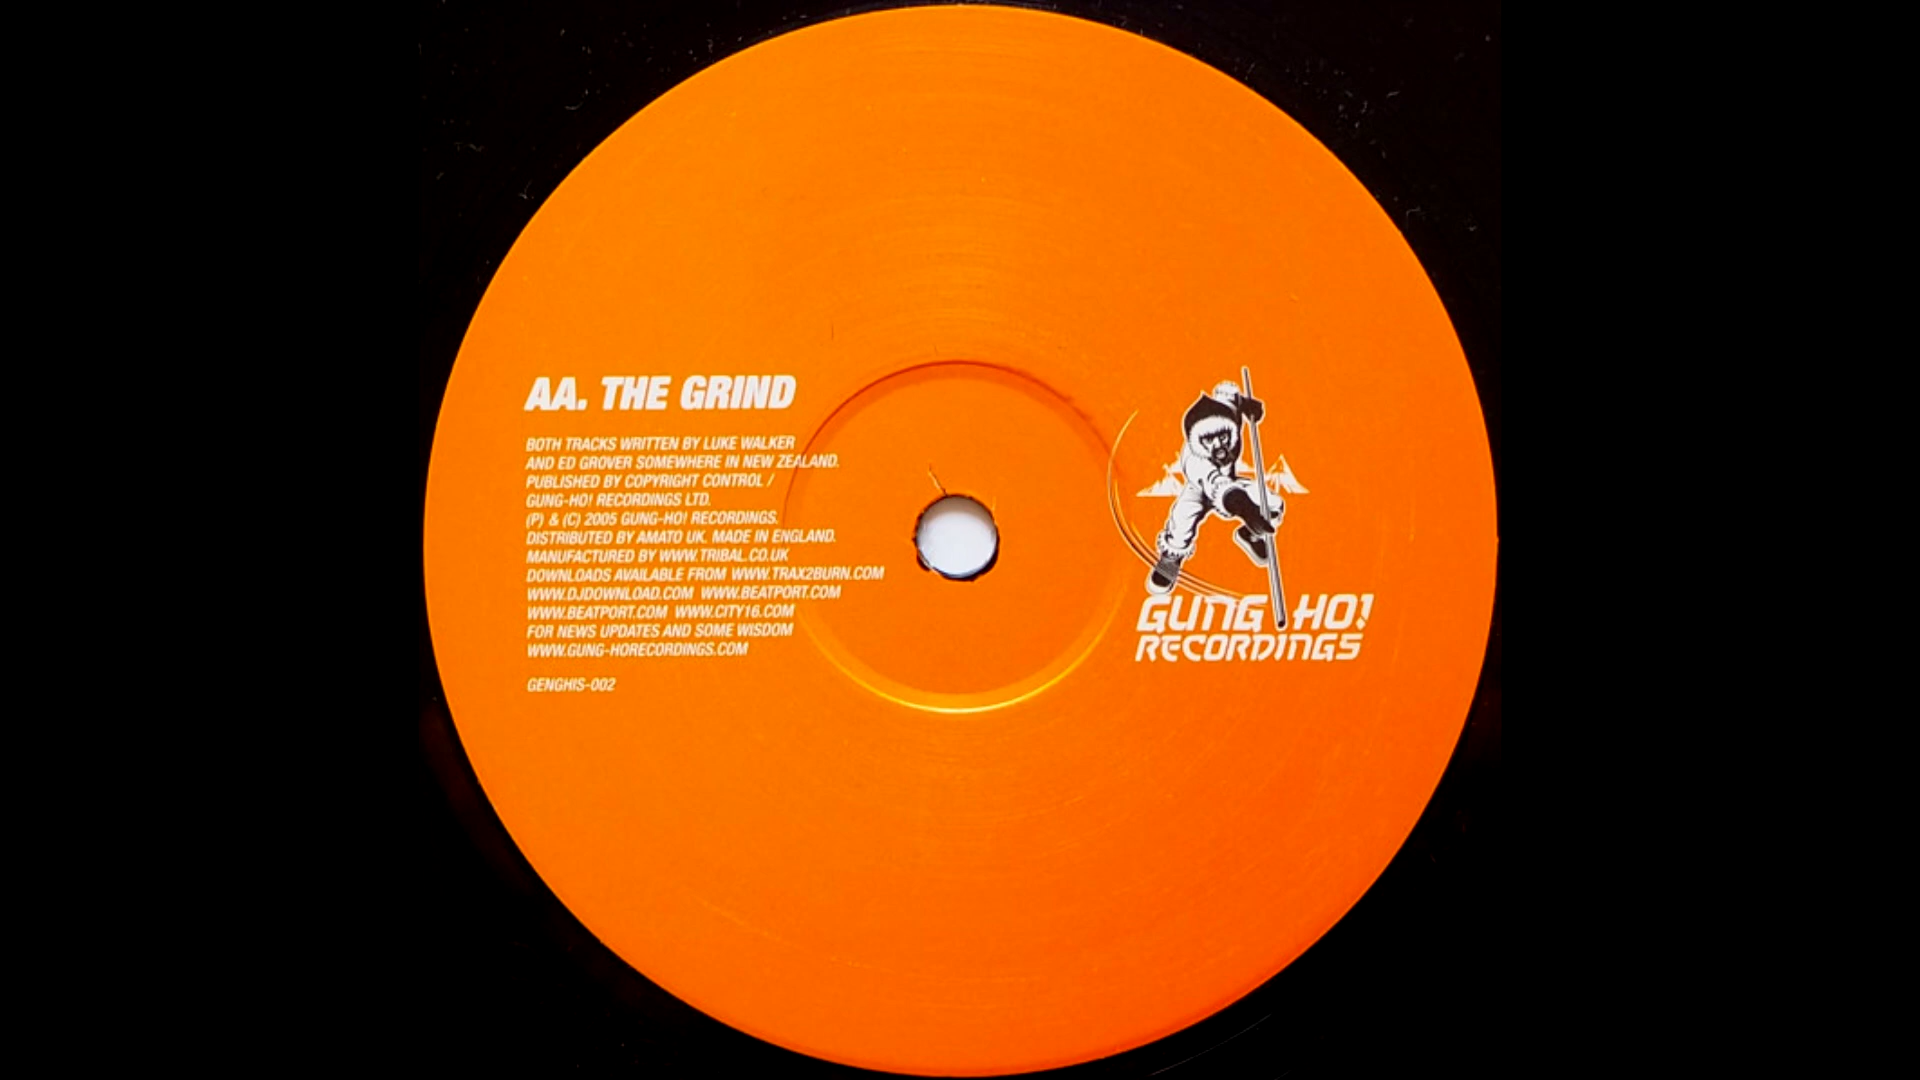 AA. THE GRIND
BOTH TRACKS WRITTEN BY LUKE WALKER
AND ED GROVER SOMEWHERE IN NEW ZEALAND.
PUBLISHED BY COPYRIGHT CONTROL /
GUNG-HO! RECORDINGS LTD.
(P) & (C) 2005 GUNG-HO! RECORDINGS.
DISTRIBUTED BY AMATO UK. MADE IN ENGLAND.
MANUFACTURED BY WWW.TRIBAL.CO.UK
DOWNLOADS AVAILABLE FROM WWW.TRAX2BURN.COM
WWW.DJDOWNLOAD.COM WWW.BEATPORT.COM
WWW.BEATPORT.COM WWW.CITY16.COM
FOR NEWS UPDATES AND SOME WISDOM
WWW.GUNG-HORECORDINGS.COM
GENGHIS-002
GUNG HO!
RECORDINGS